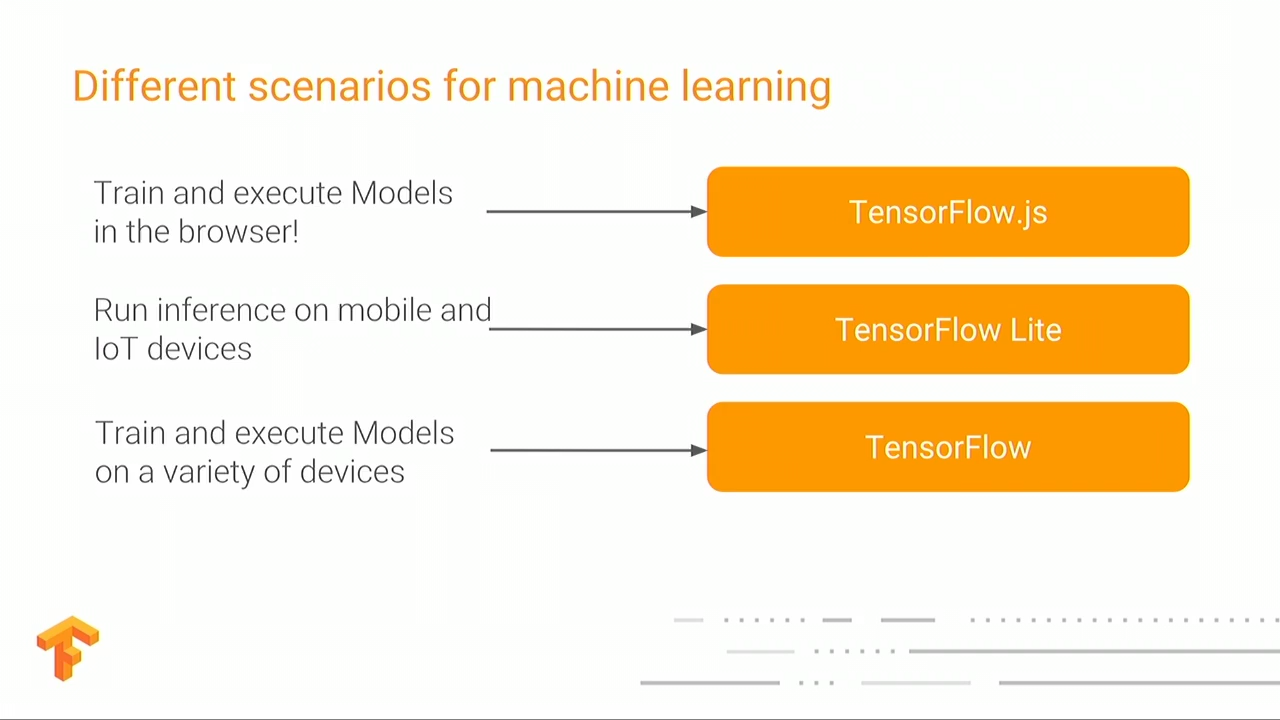 Different scenarios for machine learning
Train and execute Models
in the browser!
TensorFlow.js
Run inference on mobile and
IoT devices
TensorFlow Lite
Train and execute Models
on a variety of devices
TensorFlow